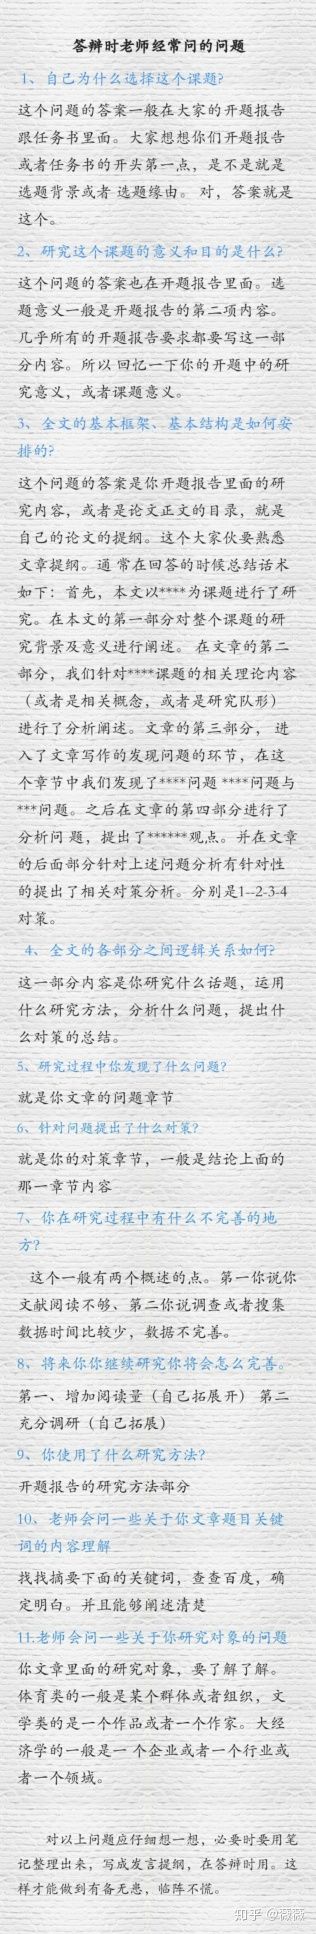 答辩时老师经常问的问题
1、自己为什么选择这个课题?
这个问题的答案一般在大家的开题报告
跟任务书里面。大家想想你们开题报告
或者任务书的开头第一点，是不是就是
选题背景或者 选题缘由。 对，答案就是
这个。
2、研究这个课题的意义和目的是什么?
这个问题的答案也在开题报告里面。选
题意义一般是开题报告的第二项内容。
几乎所有的开题报告要求都要写这一部
分内容。所以 回忆一下你的开题中的研
究意义，或者课题意义。
3、全文的基本框架、基本结构是如何安
排的?
这个问题的答案是你开题报告里面的研
究内容，或者是论文正文的目录，就是
自己的论文的提纲。这个大家伙要熟悉
文章提纲。通 常在回答的时候总结话术
如下：首先，本文以****为课题进行了研
究。在本文的第一部分对整个课题的研
究背景及意义进行阐述。 在文章的第二
部分，我们针对****课题的相关理论内容
（或者是相关概念，或者是研究队形）
进行了分析阐述。文章的第三部分， 进
入了文章写作的发现问题的环节，在这
个章节中我们发现了****问题 ****问题与
***问题。之后在文章的第四部分进行了
分析问 题，提出了******观点。并在文章
的后面部分针对上述问题分析有针对性
的提出了相关对策分析。分别是1--2-3-4
对策。
4、全文的各部分之间逻辑关系如何?
这一部分内容是你研究什么话题，运用
什么研究方法，分析什么问题，提出什
么对策的总结。
5、研究过程中你发现了什么问题?
就是你文章的问题章节
6、针对问题提出了什么对策?
就是你的对策章节，一般是结论上面的
那一章节内容
7、你在研究过程中有什么不完善的地
方?
这个一般有两个概述的点。第一你说你
文献阅读不够、第二你说调查或者搜集
数据时间比较少，数据不完善。
8、将来你你继续研究你将会怎么完善。
第一、增加阅读量（自己拓展开） 第二
充分调研（自己拓展）
9、你使用了什么研究方法?
开题报告的研究方法部分
10、老师会问一些关于你文章题目关键
词的内容理解
找找摘要下面的关键词，查查百度，确
定明白。并且能够阐述清楚
11.老师会问一些关于你研究对象的问题
你文章里面的研究对象，要了解了解。
体育类的一般是某个群体或者组织，文
学类的是一个作品或者一个作家。大经
济学的一般是一 个企业或者一个行业或
者一个领域。
对以上问题应仔细想一想，必要时要用笔
记整理出来，写成发言提纲，在答辩时用。这
样才能做到有备无患，临阵不慌。
知乎 @薇薇